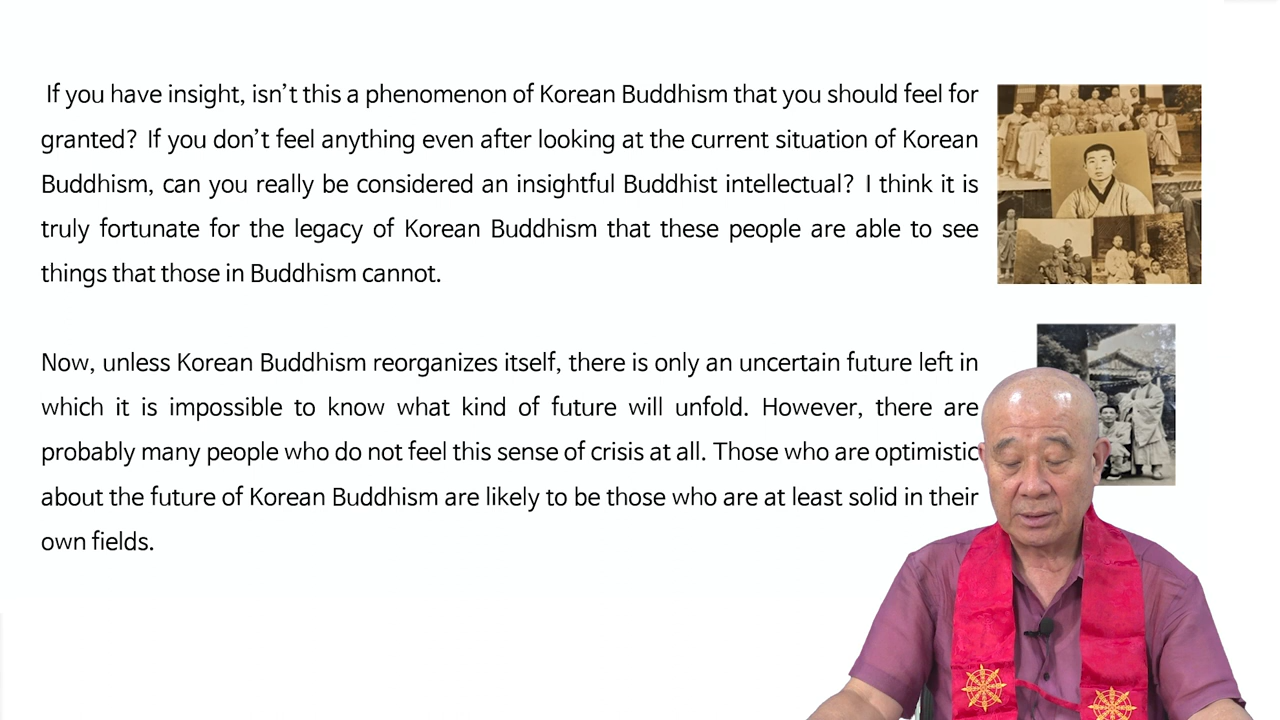 If you have insight, isn’t this a phenomenon of Korean Buddhism that you should feel for
granted? If you don’t feel anything even after looking at the current situation of Korean
Buddhism, can you really be considered an insightful Buddhist intellectual? I think it is
truly fortunate for the legacy of Korean Buddhism that these people are able to see
things that those in Buddhism cannot.
Now, unless Korean Buddhism reorganizes itself, there is only an uncertain future left in
which it is impossible to know what kind of future will unfold. However, there are
probably many people who do not feel this sense of crisis at all. Those who are optimistic
about the future of Korean Buddhism are likely to be those who are at least solid in their
own fields.